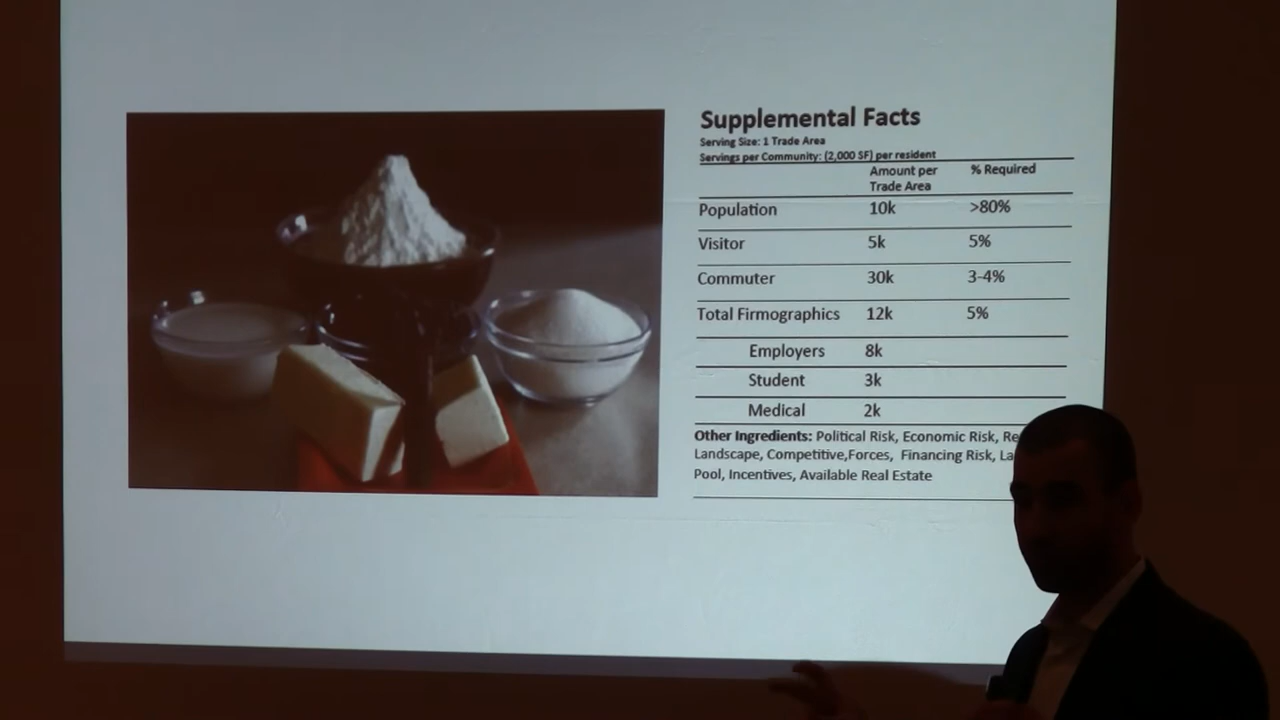 Supplemental Facts
Serving Size: 1 Trade Area
Servings per Community: (2,000 SF) per resident
Amount per Trade Area % Required
Population 10k >80%
Visitor 5k 5%
Commuter 30k 3-4%
Total Firmographics 12k 5%
Employers 8k
Student 3k
Medical 2k
Other Ingredients: Political Risk, Economic Risk,
Landscape, Competitive,Forces, Financing Risk,
Pool, Incentives, Available Real Estate